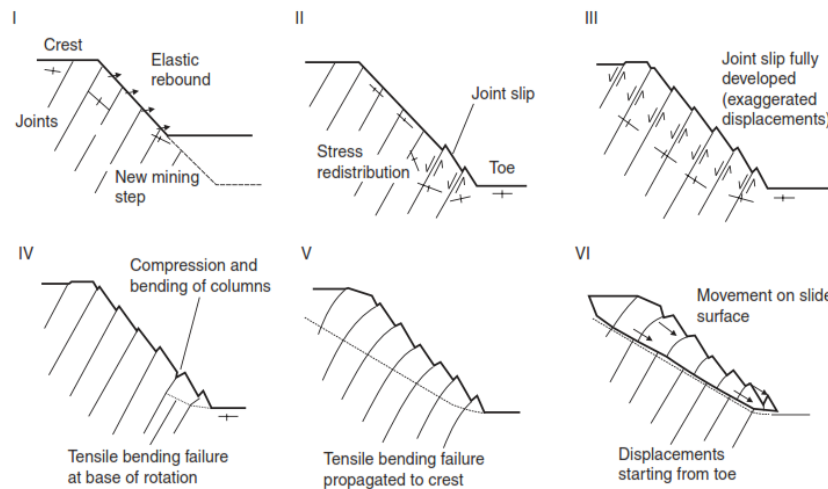 I
Crest
Elastic
rebound
Joints
New mining
step
II
Joint slip
Stress
redistribution
Toe
III
Joint slip fully
developed
(exaggerated
displacements)
IV
Compression and
bending of columns
Tensile bending failure
at base of rotation
V
Tensile bending failure
propagated to crest
VI
Movement on slide
surface
Displacements
starting from toe